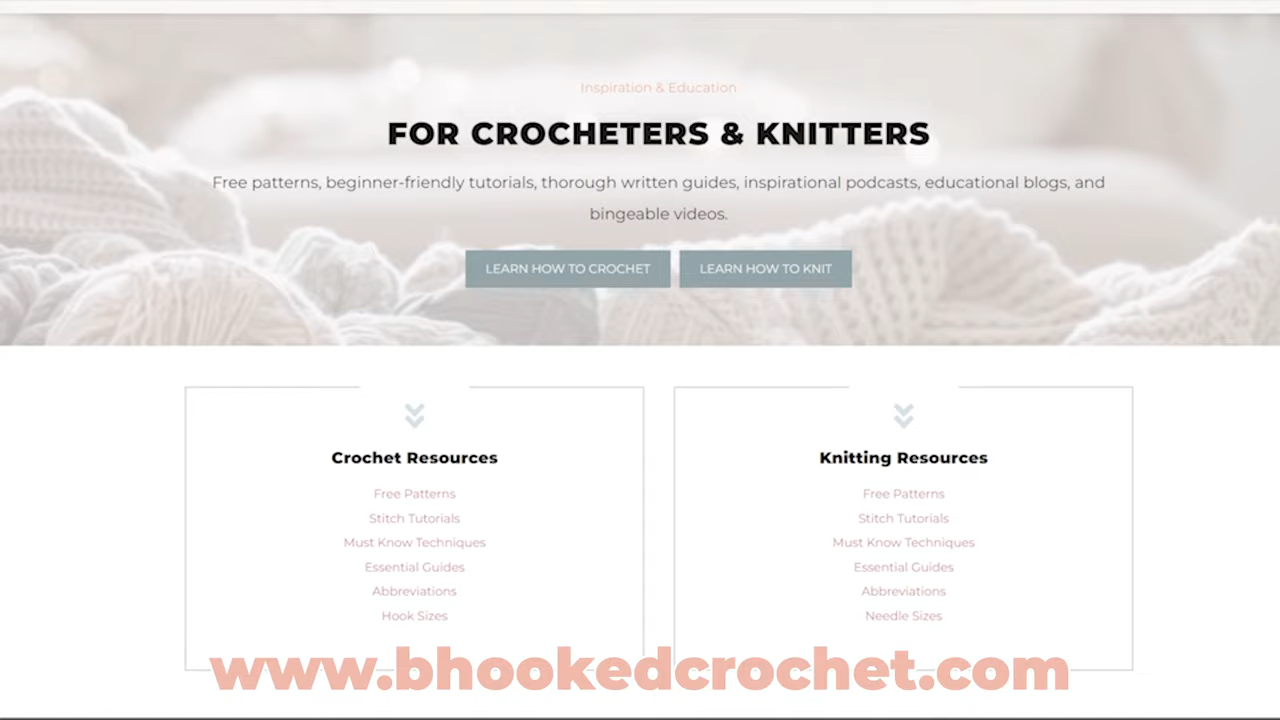 Inspiration & Education
FOR CROCHETERS & KNITTERS
Free patterns, beginner-friendly tutorials, thorough written guides, inspirational podcasts, educational blogs, and
bingeable videos.
LEARN HOW TO CROCHET
LEARN HOW TO KNIT
Crochet Resources
Free Patterns
Stitch Tutorials
Must Know Techniques
Essential Guides
Abbreviations
Hook Sizes
Knitting Resources
Free Patterns
Stitch Tutorials
Must Know Techniques
Essential Guides
Abbreviations
Needle Sizes
www.bhookedcrochet.com